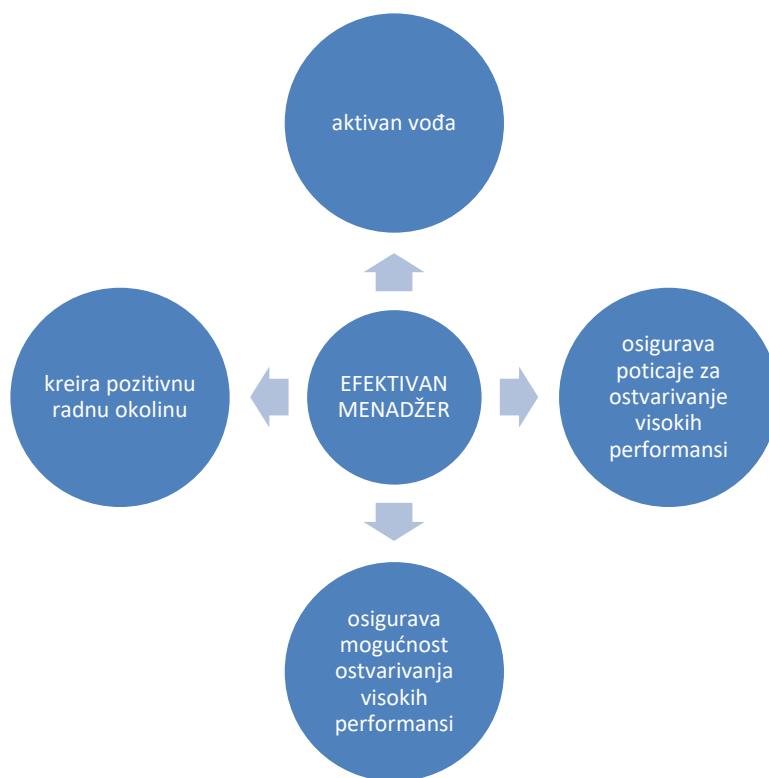 aktivan vođa
kreira pozitivnu
radnu okolinu
EFEKTIVAN
MENADŽER
osigurava
poticaje za
ostvarivanje
visokih
performansi
osigurava
mogućnost
ostvarivanja
visokih
performansi